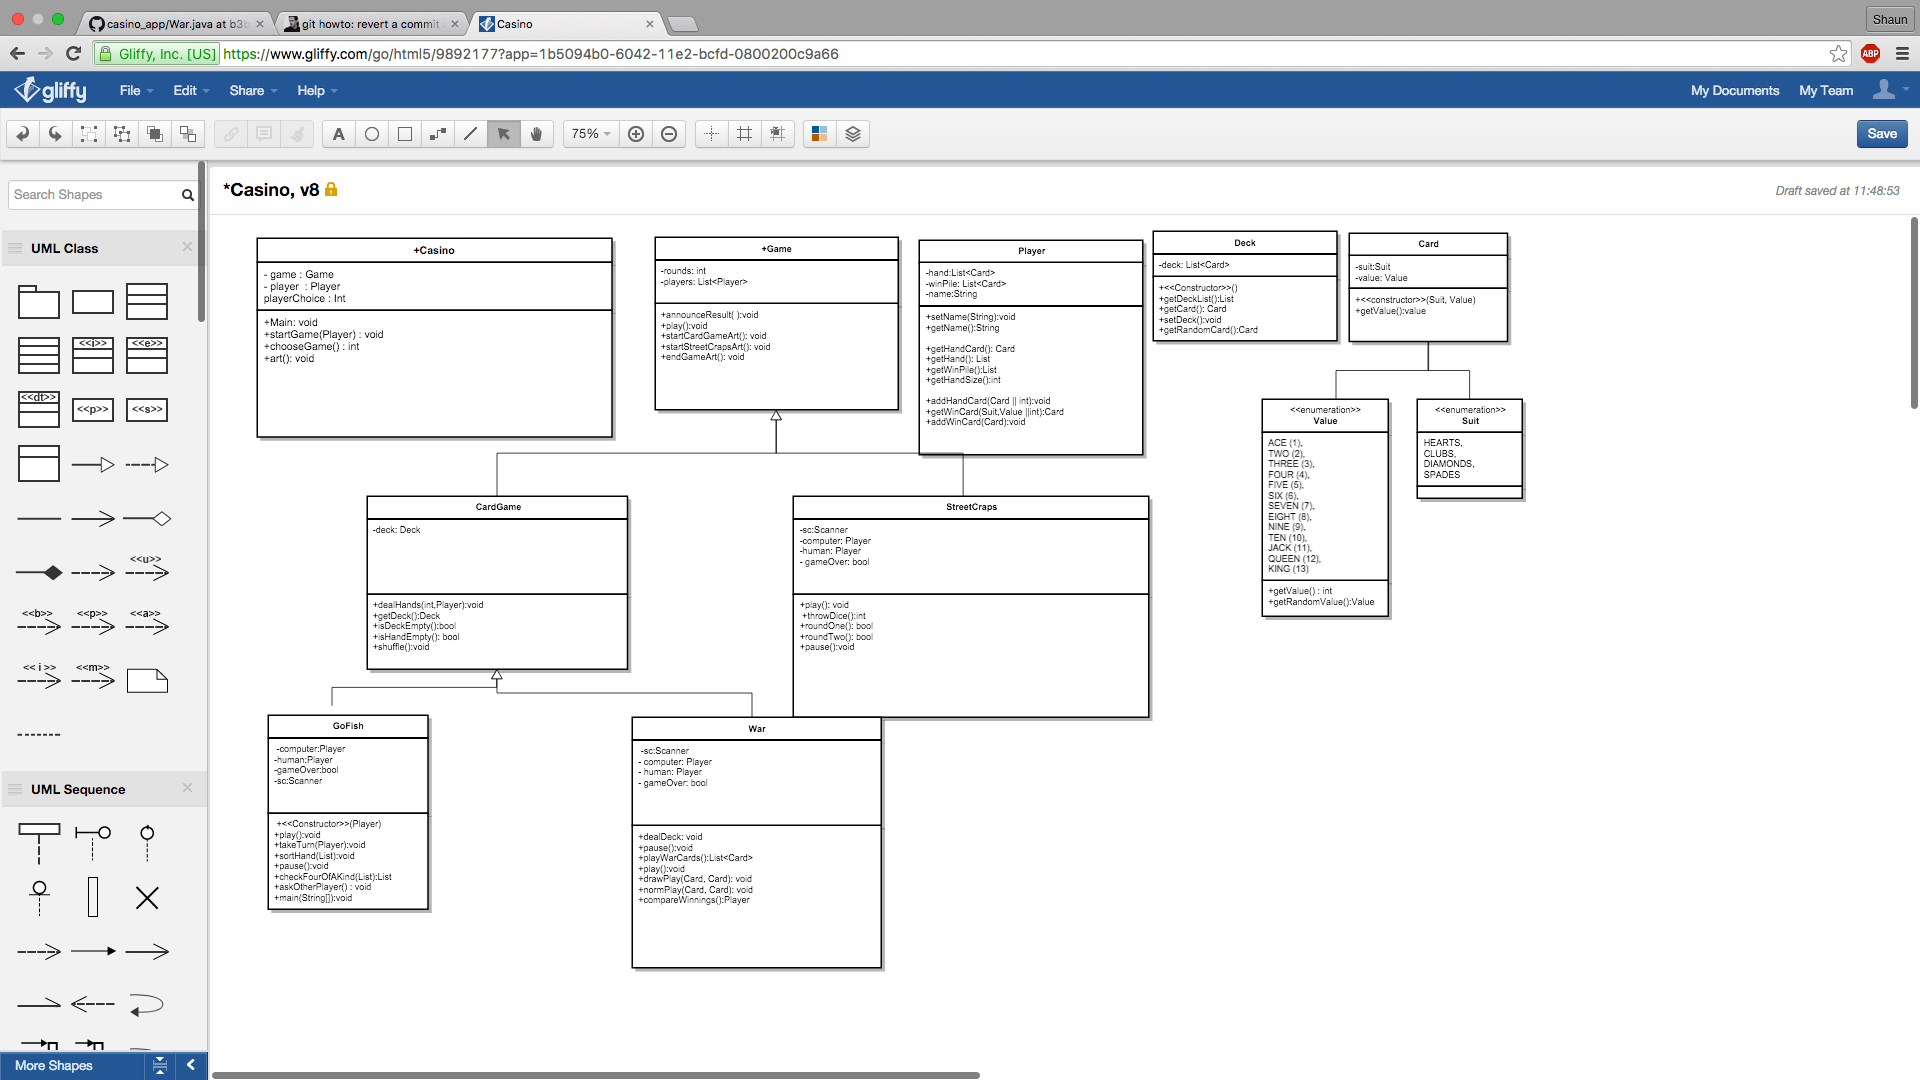 casino_app/War.java at b3b
git howto: revert a commit
Casino
Shaun
Gliffy, Inc. [US]
https://www.gliffy.com/go/html5/9892177?app=1b5094b0-6042-11e2-bcfd-0800200c9a66
ABP
gliffy
File
Edit
Share
Help
My Documents
My Team
A
75%
Save
Search Shapes
*Casino, v8
Draft saved at 11:48:53
UML Class
<<i>>
<<e>>
<<dt>>
<<p>>
<<s>>
<<u>>
<<b>>
<<p>>
<<a>>
<< i >>
<<m>>
UML Sequence
More Shapes
+Casino
- game : Game
- player : Player
playerChoice : Int
+Main: void
+startGame(Player) : void
+chooseGame() : int
+art(): void
+Game
-rounds: int
-players: List<Player>
+announceResult( ):void
+play():void
+startCardGameArt(): void
+startStreetCrapsArt(): void
+endGameArt(): void
Player
-hand:List<Card>
-winPile: List<Card>
-name:String
+setName(String):void
+getName():String
+getHandCard(): Card
+getHand(): List
+getWinPile():List
+getHandSize():int
+addHandCard(Card || int):void
+getWinCard(Suit,Value ||int):Card
+addWinCard(Card):void
Deck
-deck: List<Card>
+<<Constructor>>()
+getDeckList():List
+getCard(): Card
+setDeck():void
+getRandomCard():Card
Card
-suit:Suit
-value: Value
+<<constructor>>(Suit, Value)
+getValue():value
<<enumeration>>
Value
ACE (1),
TWO (2),
THREE (3),
FOUR (4),
FIVE (5),
SIX (6),
SEVEN (7),
EIGHT (8),
NINE (9),
TEN (10),
JACK (11),
QUEEN (12),
KING (13)
+getValue() : int
+getRandomValue():Value
<<enumeration>>
Suit
HEARTS,
CLUBS,
DIAMONDS,
SPADES
CardGame
-deck: Deck
+dealHands(int,Player):void
+getDeck():Deck
+isDeckEmpty():bool
+isHandEmpty(): bool
+shuffle():void
StreetCraps
-sc:Scanner
-computer: Player
-human: Player
- gameOver: bool
+play(): void
+throwDice():int
+roundOne(): bool
+roundTwo(): bool
+pause():void
GoFish
-computer:Player
-human:Player
-gameOver:bool
-sc:Scanner
+<<Constructor>>(Player)
+play():void
+takeTurn(Player):void
+sortHand(List):void
+pause():void
+checkFourOfAKind(List):List
+askOtherPlayer() : void
+main(String[]):void
War
-sc:Scanner
- computer: Player
- human: Player
- gameOver: bool
+dealDeck: void
+pause():void
+playWarCards():List<Card>
+play():void
+drawPlay(Card, Card): void
+normPlay(Card, Card): void
+compareWinnings():Player